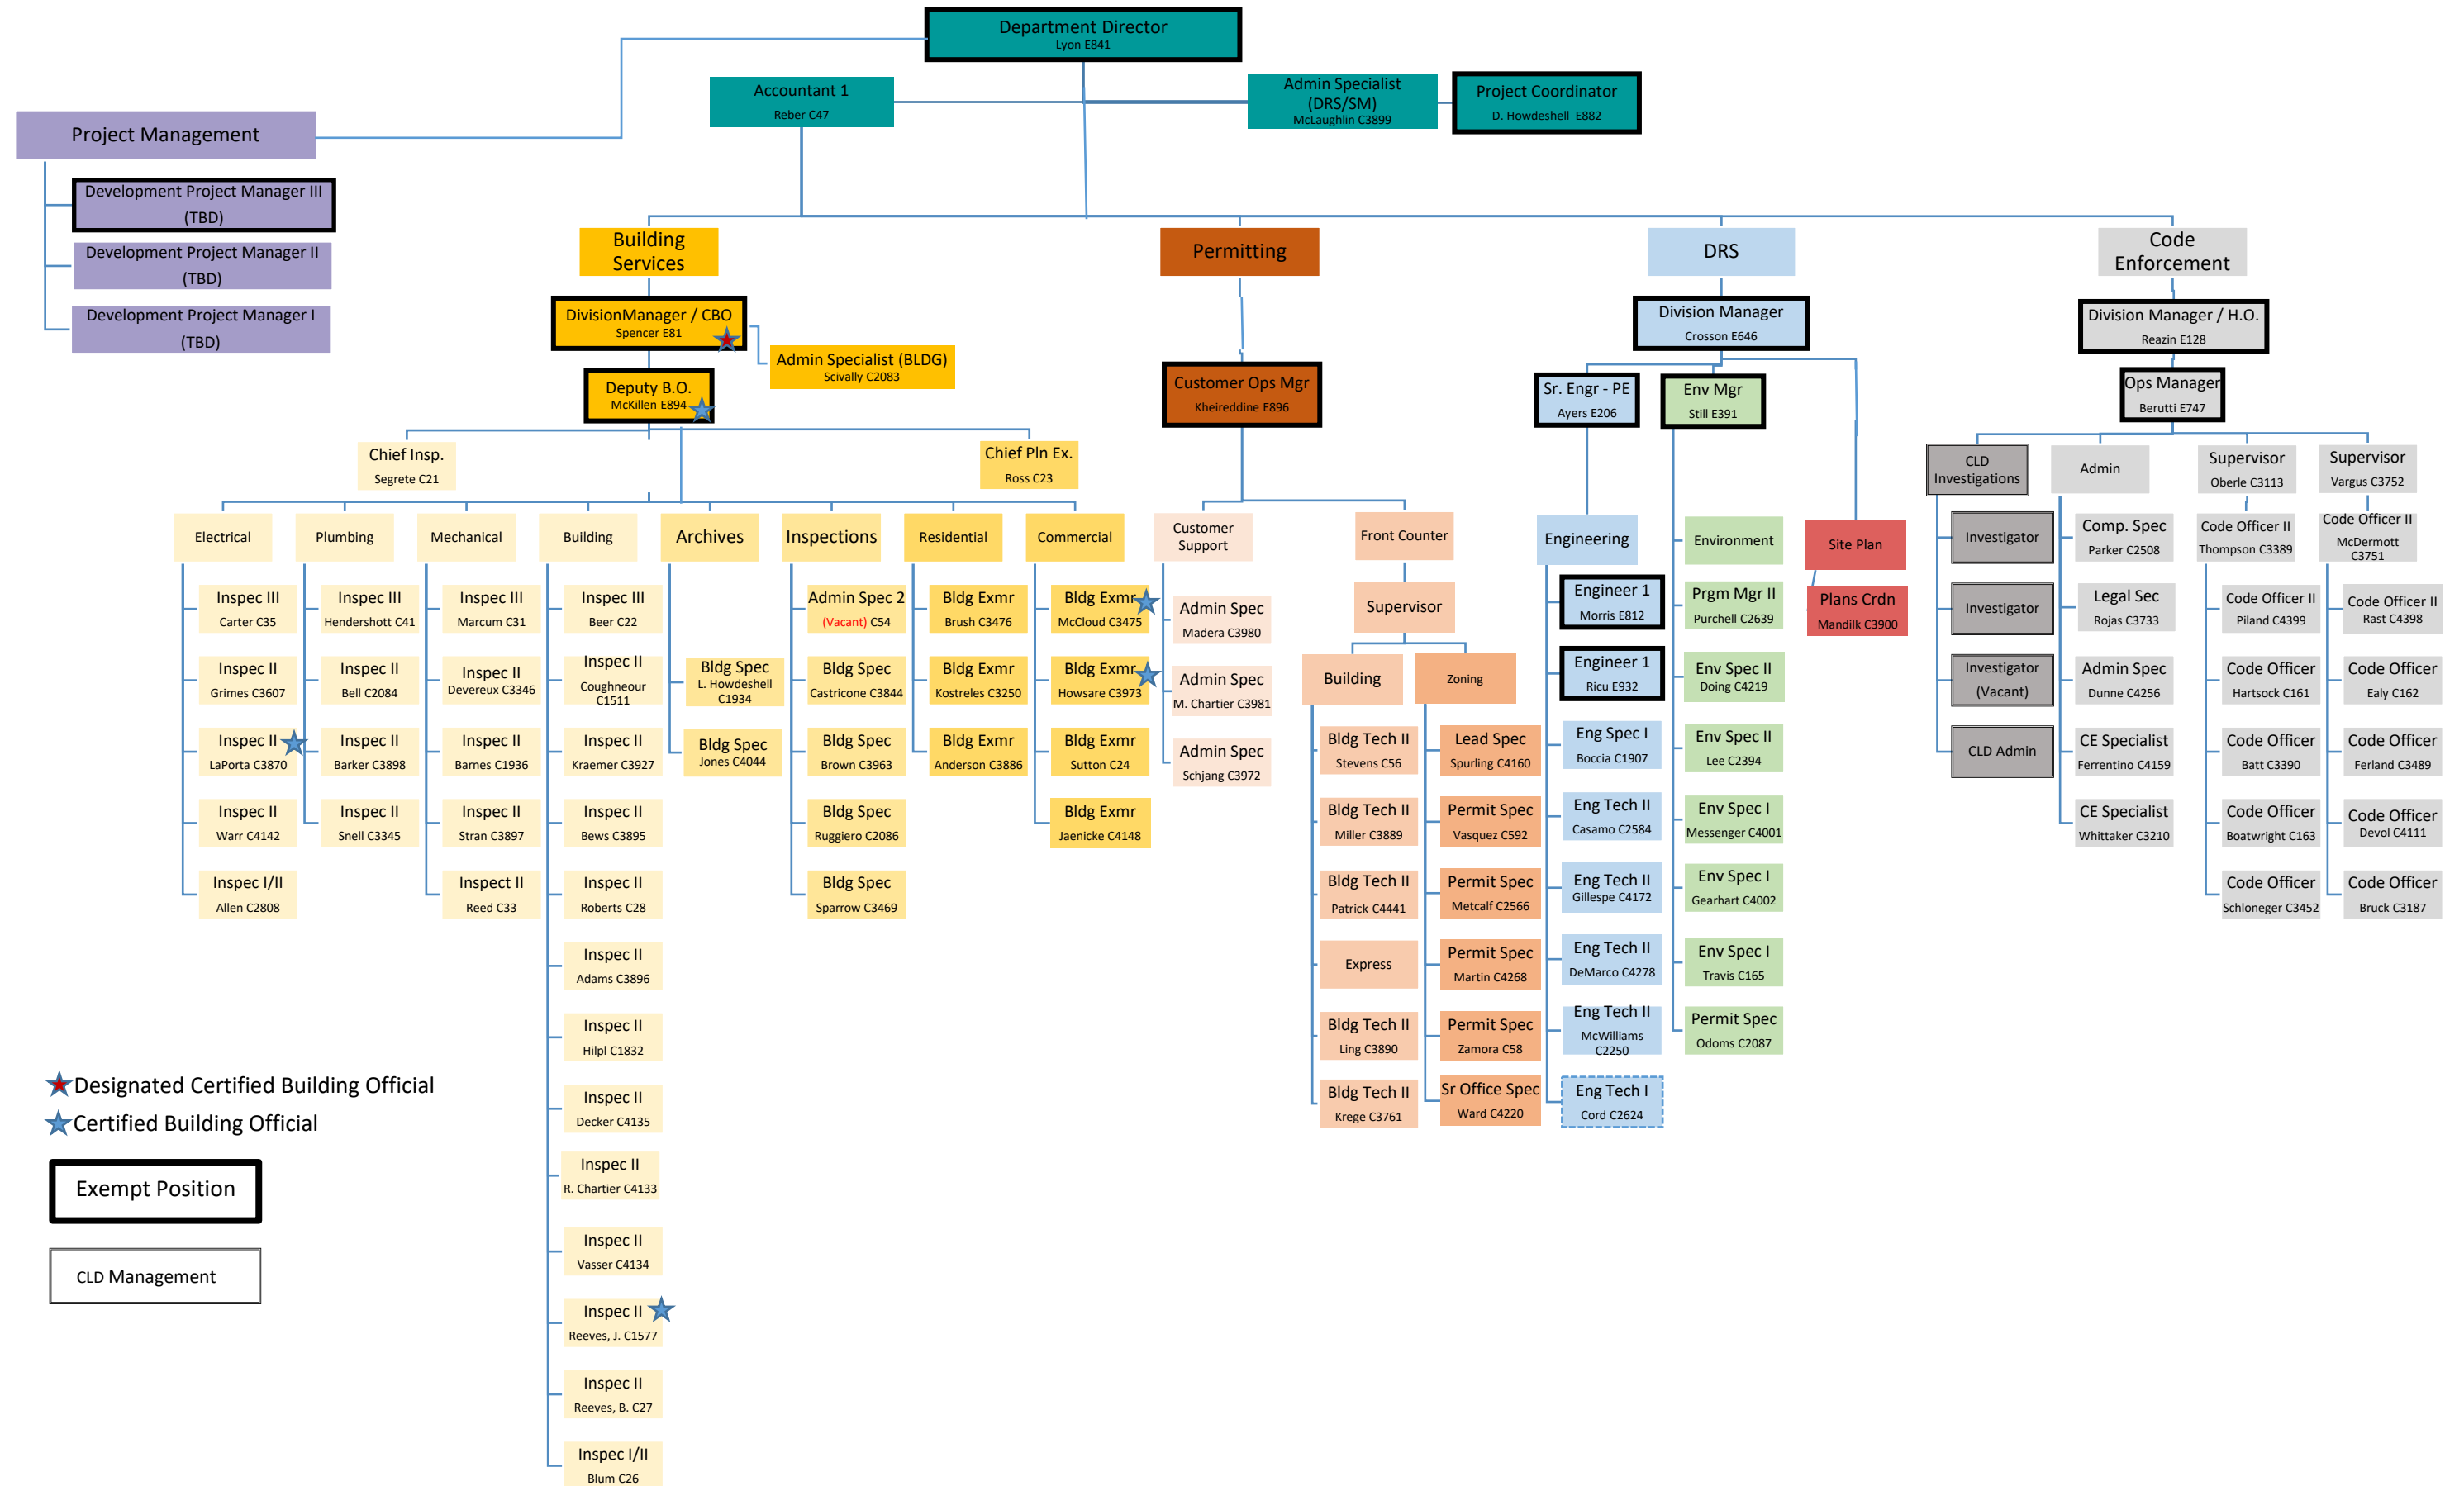 Department Director
Lyon E841
Accountant 1
Reber C47
Admin Specialist
(DRS/SM)
McLaughlin C3899
Project Coordinator
D. Howdeshell E882
Project Management
Development Project Manager III
(TBD)
Development Project Manager II
(TBD)
Development Project Manager I
(TBD)
Building
Services
DivisionManager / CBO
Spencer E81
Admin Specialist (BLDG)
Scivally C2083
Deputy B.O.
McKillen E894
Chief Insp.
Segrete C21
Chief Pln Ex.
Ross C23
Electrical
Inspec III
Carter C35
Inspec II
Grimes C3607
Inspec II
LaPorta C3870
Inspec II
Warr C4142
Inspec I/II
Allen C2808
Plumbing
Inspec III
Hendershott C41
Inspec II
Bell C2084
Inspec II
Barker C3898
Inspec II
Snell C3345
Mechanical
Inspec III
Marcum C31
Inspec II
Devereux C3346
Inspec II
Barnes C1936
Inspec II
Stran C3897
Inspect II
Reed C33
Building
Inspec III
Beer C22
Inspec II
Coughneour
C1511
Inspec II
Kraemer C3927
Inspec II
Bews C3895
Inspec II
Roberts C28
Inspec II
Adams C3896
Inspec II
Hilpl C1832
Inspec II
Decker C4135
Inspec II
R. Chartier C4133
Inspec II
Vasser C4134
Inspec II
Reeves, J. C1577
Inspec II
Reeves, B. C27
Inspec I/II
Blum C26
Archives
Bldg Spec
L. Howdeshell
C1934
Bldg Spec
Jones C4044
Inspections
Admin Spec 2
(Vacant) C54
Bldg Spec
Castricone C3844
Bldg Spec
Brown C3963
Bldg Spec
Ruggiero C2086
Bldg Spec
Sparrow C3469
Residential
Bldg Exmr
Brush C3476
Bldg Exmr
Kostreles C3250
Bldg Exmr
Anderson C3886
Commercial
Bldg Exmr
McCloud C3475
Bldg Exmr
Howsare C3973
Bldg Exmr
Sutton C24
Bldg Exmr
Jaenicke C4148
Permitting
Customer Ops Mgr
Kheireddine E896
Customer
Support
Admin Spec
Madera C3980
Admin Spec
M. Chartier C3981
Admin Spec
Schjang C3972
Front Counter
Supervisor
Building
Bldg Tech II
Stevens C56
Bldg Tech II
Miller C3889
Bldg Tech II
Patrick C4441
Express
Bldg Tech II
Ling C3890
Bldg Tech II
Krege C3761
Zoning
Lead Spec
Spurling C4160
Permit Spec
Vasquez C592
Permit Spec
Metcalf C2566
Permit Spec
Martin C4268
Permit Spec
Zamora C58
Sr Office Spec
Ward C4220
DRS
Division Manager
Crosson E646
Sr. Engr - PE
Ayers E206
Env Mgr
Still E391
Engineering
Engineer 1
Morris E812
Engineer 1
Ricu E932
Eng Spec I
Boccia C1907
Eng Tech II
Casamo C2584
Eng Tech II
Gillespe C4172
Eng Tech II
DeMarco C4278
Eng Tech II
McWilliams
C2250
Eng Tech I
Cord C2624
Environment
Prgm Mgr II
Purchell C2639
Env Spec II
Doing C4219
Env Spec II
Lee C2394
Env Spec I
Messenger C4001
Env Spec I
Gearhart C4002
Env Spec I
Travis C165
Permit Spec
Odoms C2087
Site Plan
Plans Crdn
Mandilk C3900
Code
Enforcement
Division Manager / H.O.
Reazin E128
Ops Manager
Berutti E747
CLD
Investigations
Investigator
Investigator
Investigator
(Vacant)
CLD Admin
Admin
Comp. Spec
Parker C2508
Legal Sec
Rojas C3733
Admin Spec
Dunne C4256
CE Specialist
Ferrentino C4159
CE Specialist
Whittaker C3210
Supervisor
Oberle C3113
Code Officer II
Thompson C3389
Code Officer II
Piland C4399
Code Officer
Hartsock C161
Code Officer
Batt C3390
Code Officer
Boatwright C163
Code Officer
Schloneger C3452
Supervisor
Vargus C3752
Code Officer II
McDermott
C3751
Code Officer II
Rast C4398
Code Officer
Ealy C162
Code Officer
Ferland C3489
Code Officer
Devol C4111
Code Officer
Bruck C3187
Designated Certified Building Official
Certified Building Official
Exempt Position
CLD Management